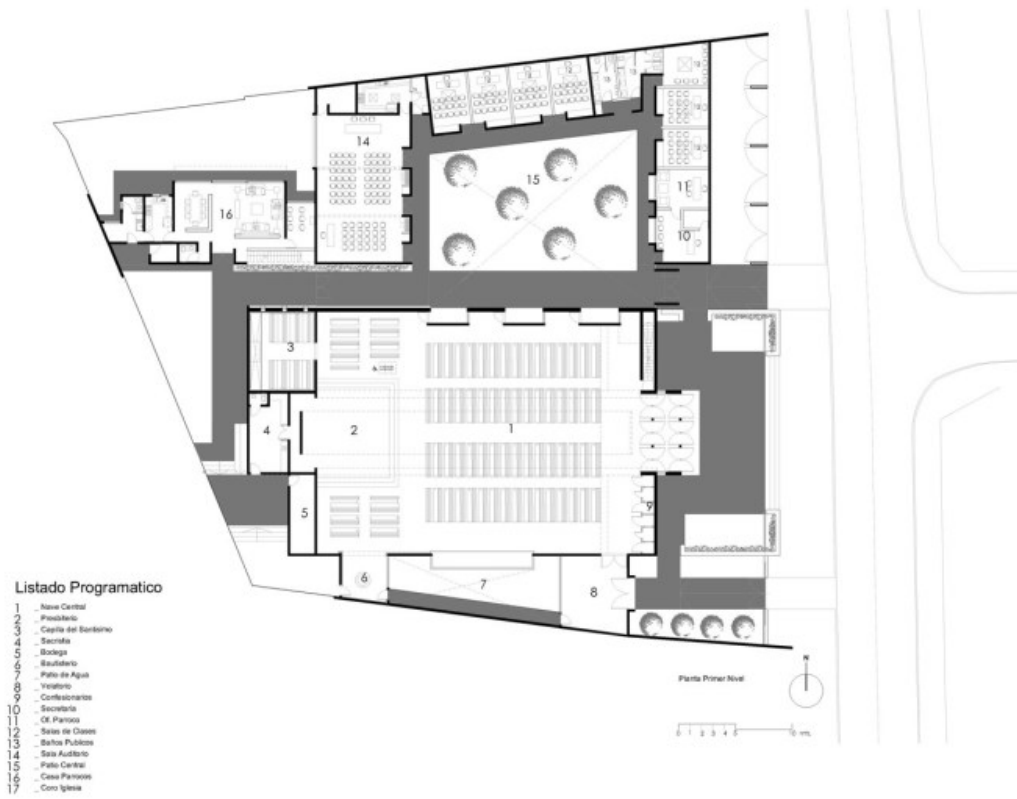 14
15
11
16
10
3
4
2
1
5
9
6
7
8
Listado Programatico
1 _ Nave Central
2 _ Presbiterio
3 _ Capilla del Santisimo
4 _ Sacristia
5 _ Bodega
6 _ Bautisterio
7 _ Patio de Agua
8 _ Velatorio
9 _ Confesionarios
10 _ Secretaria
11 _ Of. Parroco
12 _ Salas de Clases
13 _ Baños Publicos
14 _ Sala Auditorio
15 _ Patio Central
16 _ Casa Parrocos
17 _ Coro Iglesia
Planta Primer Nivel
N
0 1 2 3 4 5